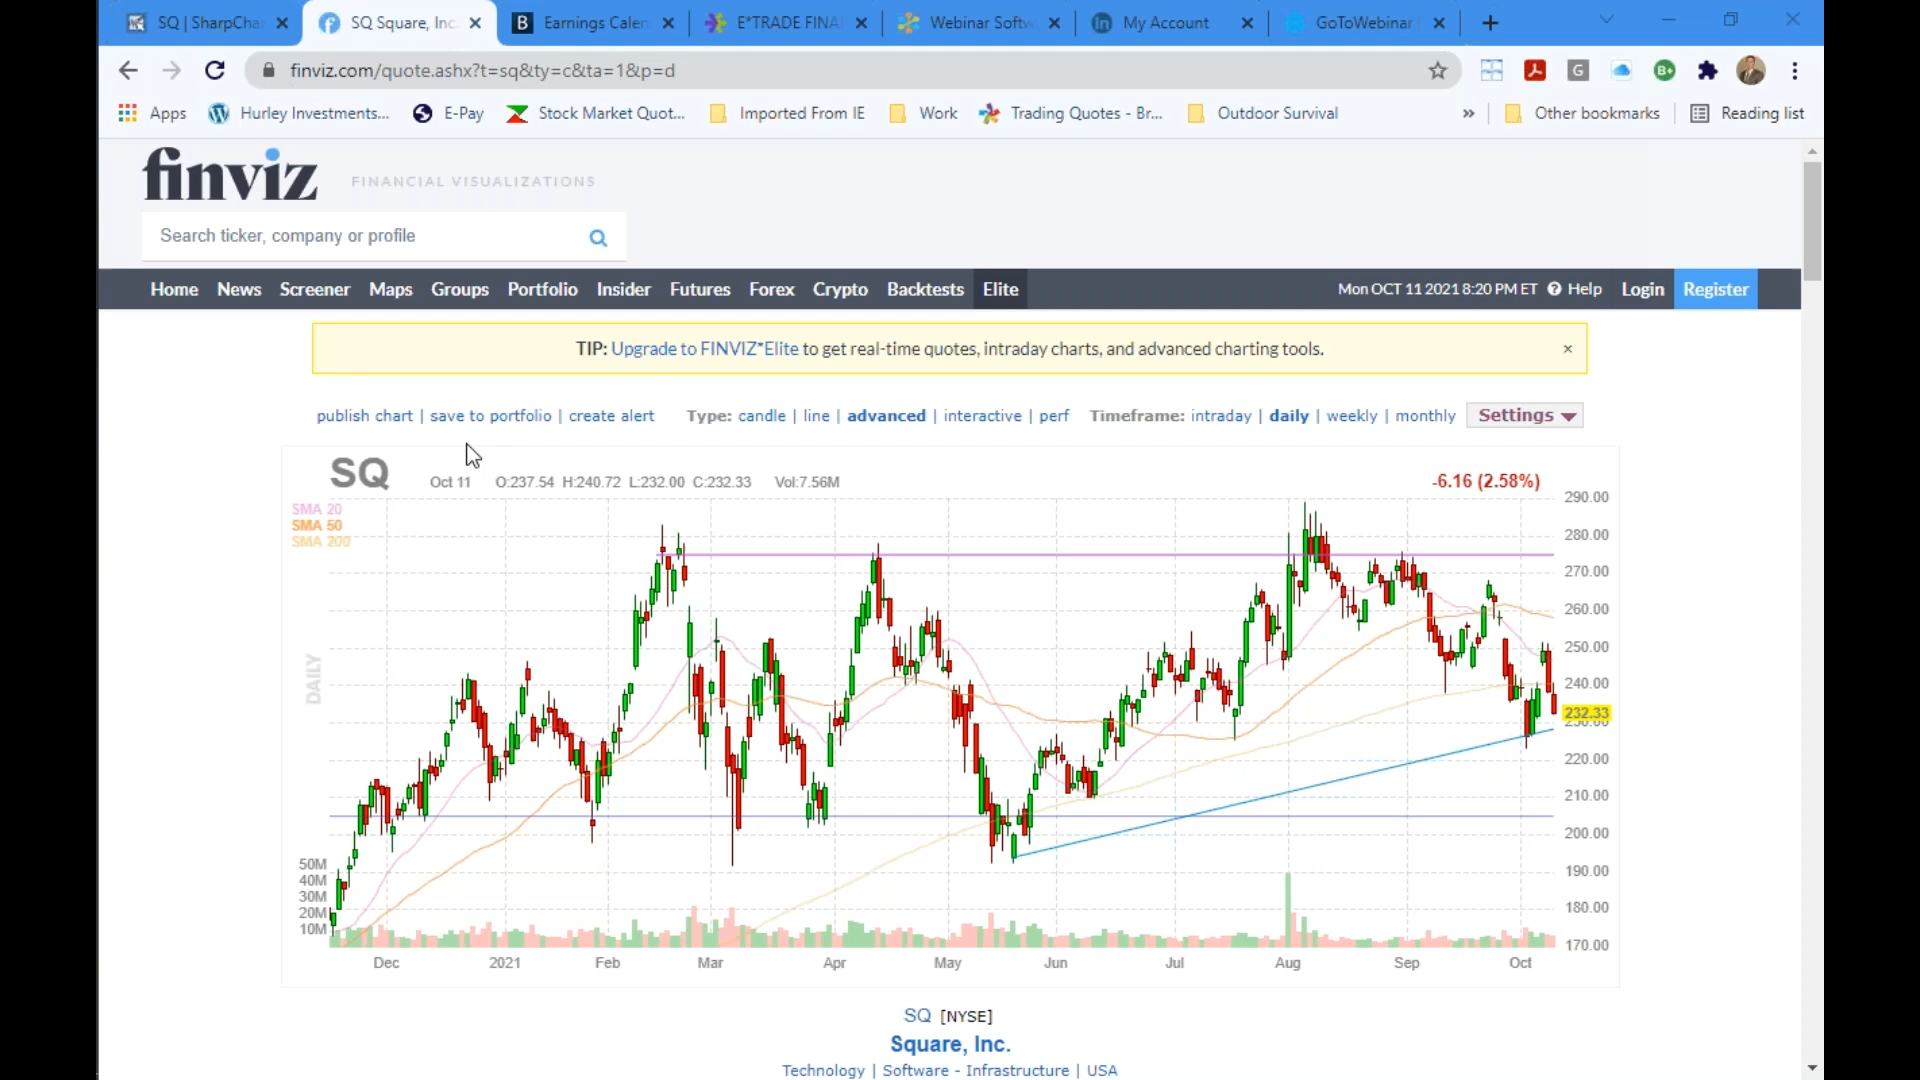 SQ | SharpCha
SQ Square, Inc.
Earnings Calen
E*TRADE FINA
Webinar Softw
My Account
GoToWebinar
finviz.com/quote.ashx?t=sq&ty=c&ta=1&p=d
Apps
Hurley Investments...
E-Pay
Stock Market Quot...
Imported From IE
Work
Trading Quotes - Br...
Outdoor Survival
»
Other bookmarks
Reading list
finviz
FINANCIAL VISUALIZATIONS
Search ticker, company or profile
Home News Screener Maps Groups Portfolio Insider Futures Forex Crypto Backtests Elite
Mon OCT 11 2021 8:20 PM ET Help Login Register
TIP: Upgrade to FINVIZ*Elite to get real-time quotes, intraday charts, and advanced charting tools. ×
publish chart | save to portfolio | create alert Type: candle | line | advanced | interactive | perf Timeframe: intraday | daily | weekly | monthly Settings
SQ Oct 11 O:237.54 H:240.72 L:232.00 C:232.33 Vol:7.56M -6.16 (2.58%)
SMA 20
SMA 50
SMA 200
DAILY
290.00
280.00
270.00
260.00
250.00
240.00
232.33
230.00
220.00
210.00
200.00
190.00
180.00
170.00
50M
40M
30M
20M
10M
Dec 2021 Feb Mar Apr May Jun Jul Aug Sep Oct
SQ [NYSE]
Square, Inc.
Technology | Software - Infrastructure | USA